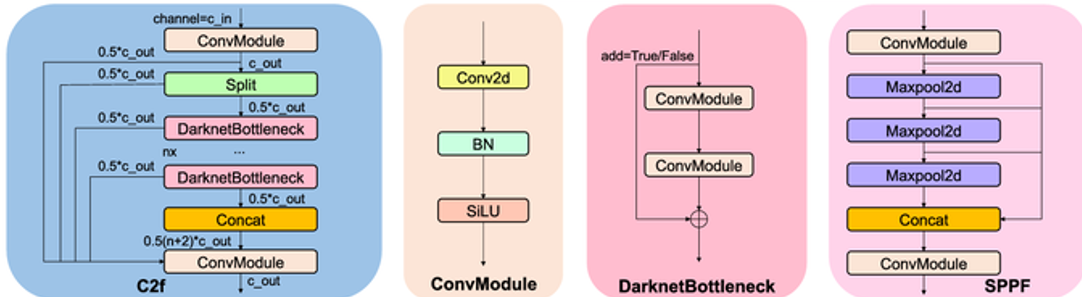 channel=c_in
ConvModule
0.5*c_out
c_out
0.5*c_out
Split
0.5*c_out
0.5*c_out
DarknetBottleneck
nx
...
0.5*c_out
DarknetBottleneck
0.5*c_out
Concat
0.5(n+2)*c_out
ConvModule
C2f
c_out
Conv2d
BN
SiLU
ConvModule
add=True/False
ConvModule
ConvModule
DarknetBottleneck
ConvModule
Maxpool2d
Maxpool2d
Maxpool2d
Concat
ConvModule
SPPF